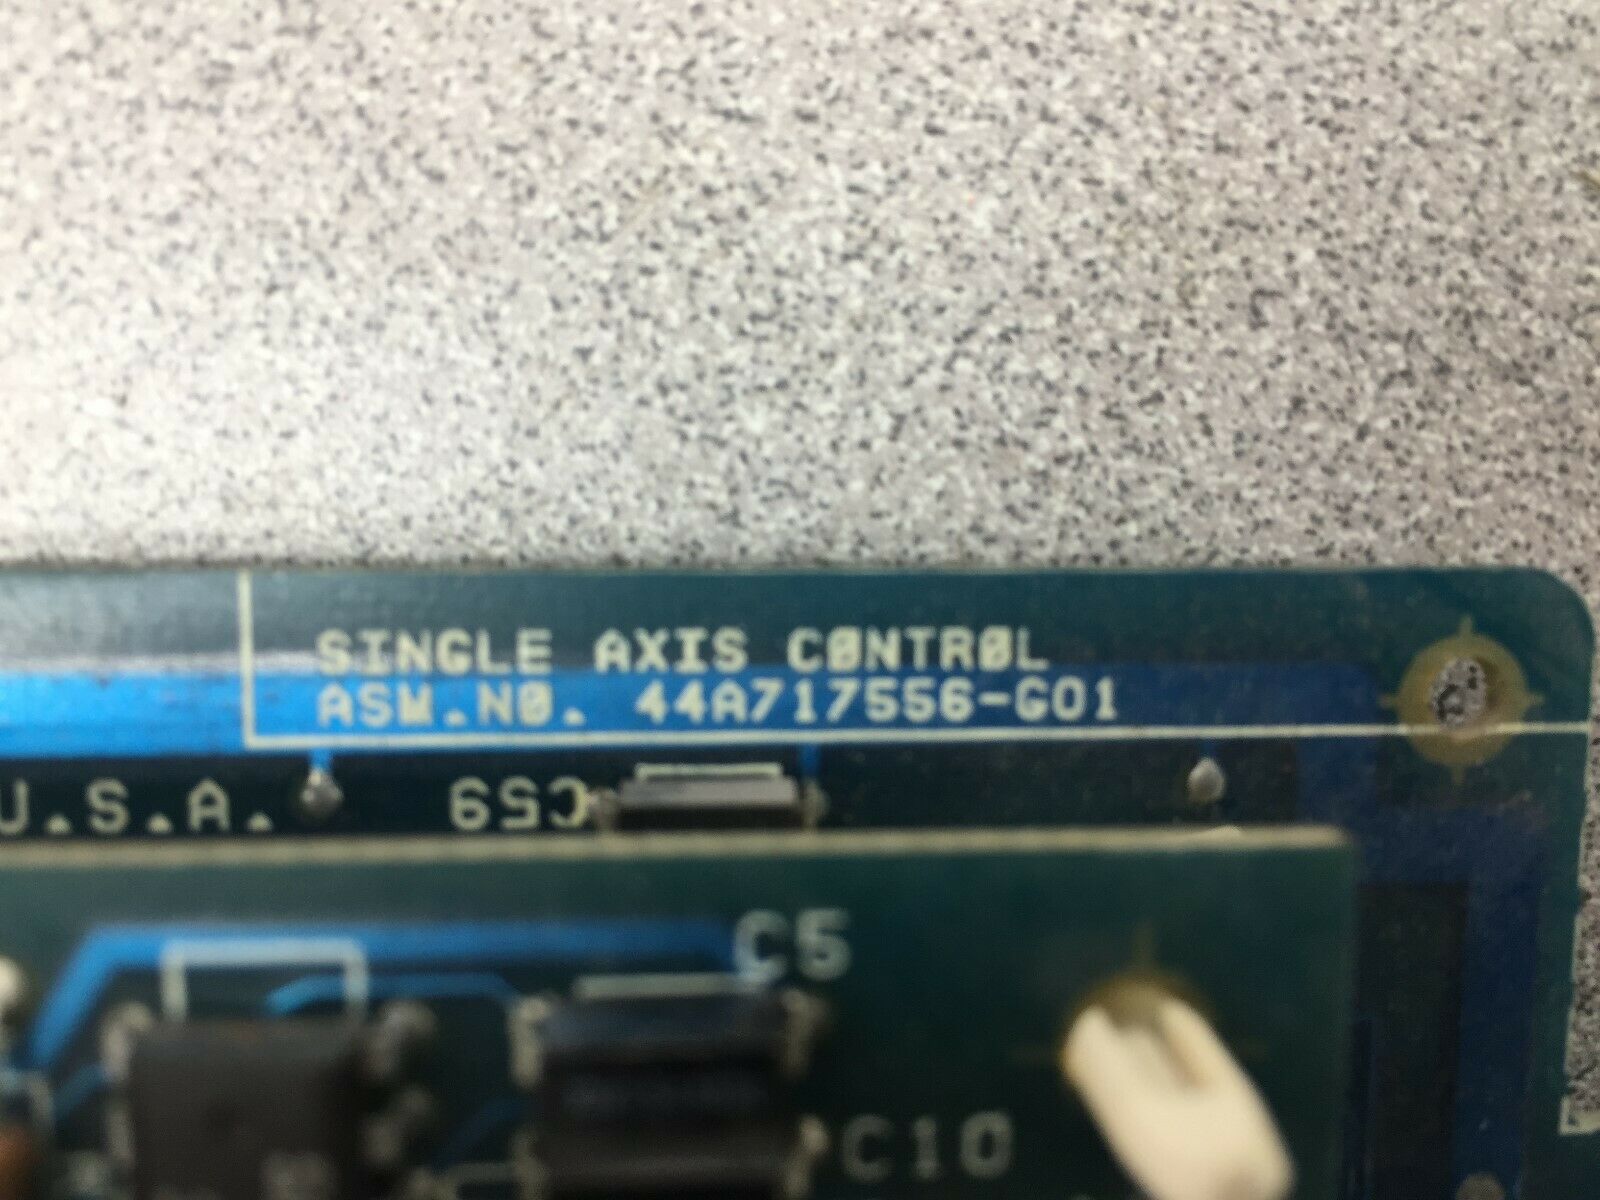 SINGLE AXIS CØNTRØL
ASM.NØ. 44A717556-G01
U.S.A. C59
C5
C10